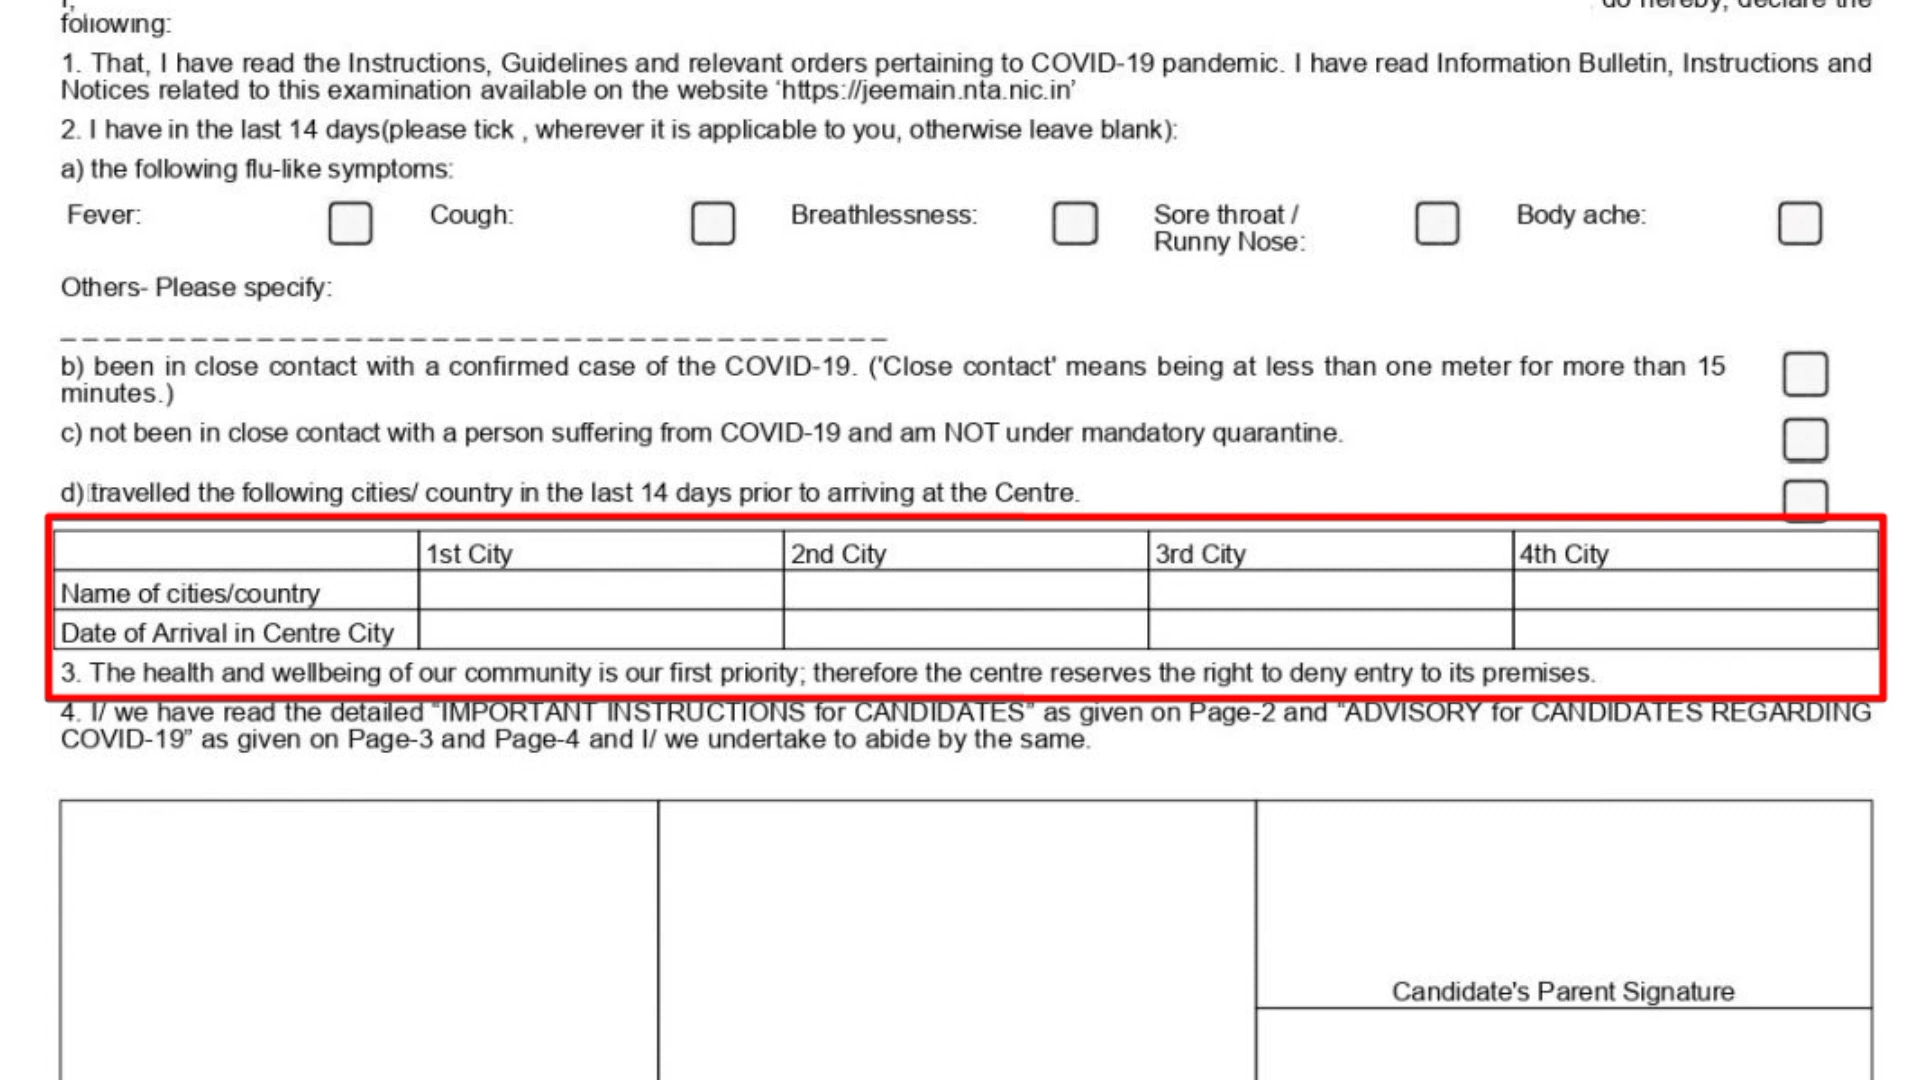 I,
do hereby, declare the
following:
1. That, I have read the Instructions, Guidelines and relevant orders pertaining to COVID-19 pandemic. I have read Information Bulletin, Instructions and
Notices related to this examination available on the website ‘https://jeemain.nta.nic.in’
2. I have in the last 14 days(please tick , wherever it is applicable to you, otherwise leave blank):
a) the following flu-like symptoms:
Fever: Cough: Breathlessness: Sore throat / Body ache:
Runny Nose:
Others- Please specify:
b) been in close contact with a confirmed case of the COVID-19. ('Close contact' means being at less than one meter for more than 15
minutes.)
c) not been in close contact with a person suffering from COVID-19 and am NOT under mandatory quarantine.
d) travelled the following cities/ country in the last 14 days prior to arriving at the Centre.
1st City 2nd City 3rd City 4th City
Name of cities/country
Date of Arrival in Centre City
3. The health and wellbeing of our community is our first priority; therefore the centre reserves the right to deny entry to its premises.
4. I/ we have read the detailed “IMPORTANT INSTRUCTIONS for CANDIDATES” as given on Page-2 and “ADVISORY for CANDIDATES REGARDING
COVID-19” as given on Page-3 and Page-4 and I/ we undertake to abide by the same.
Candidate's Parent Signature